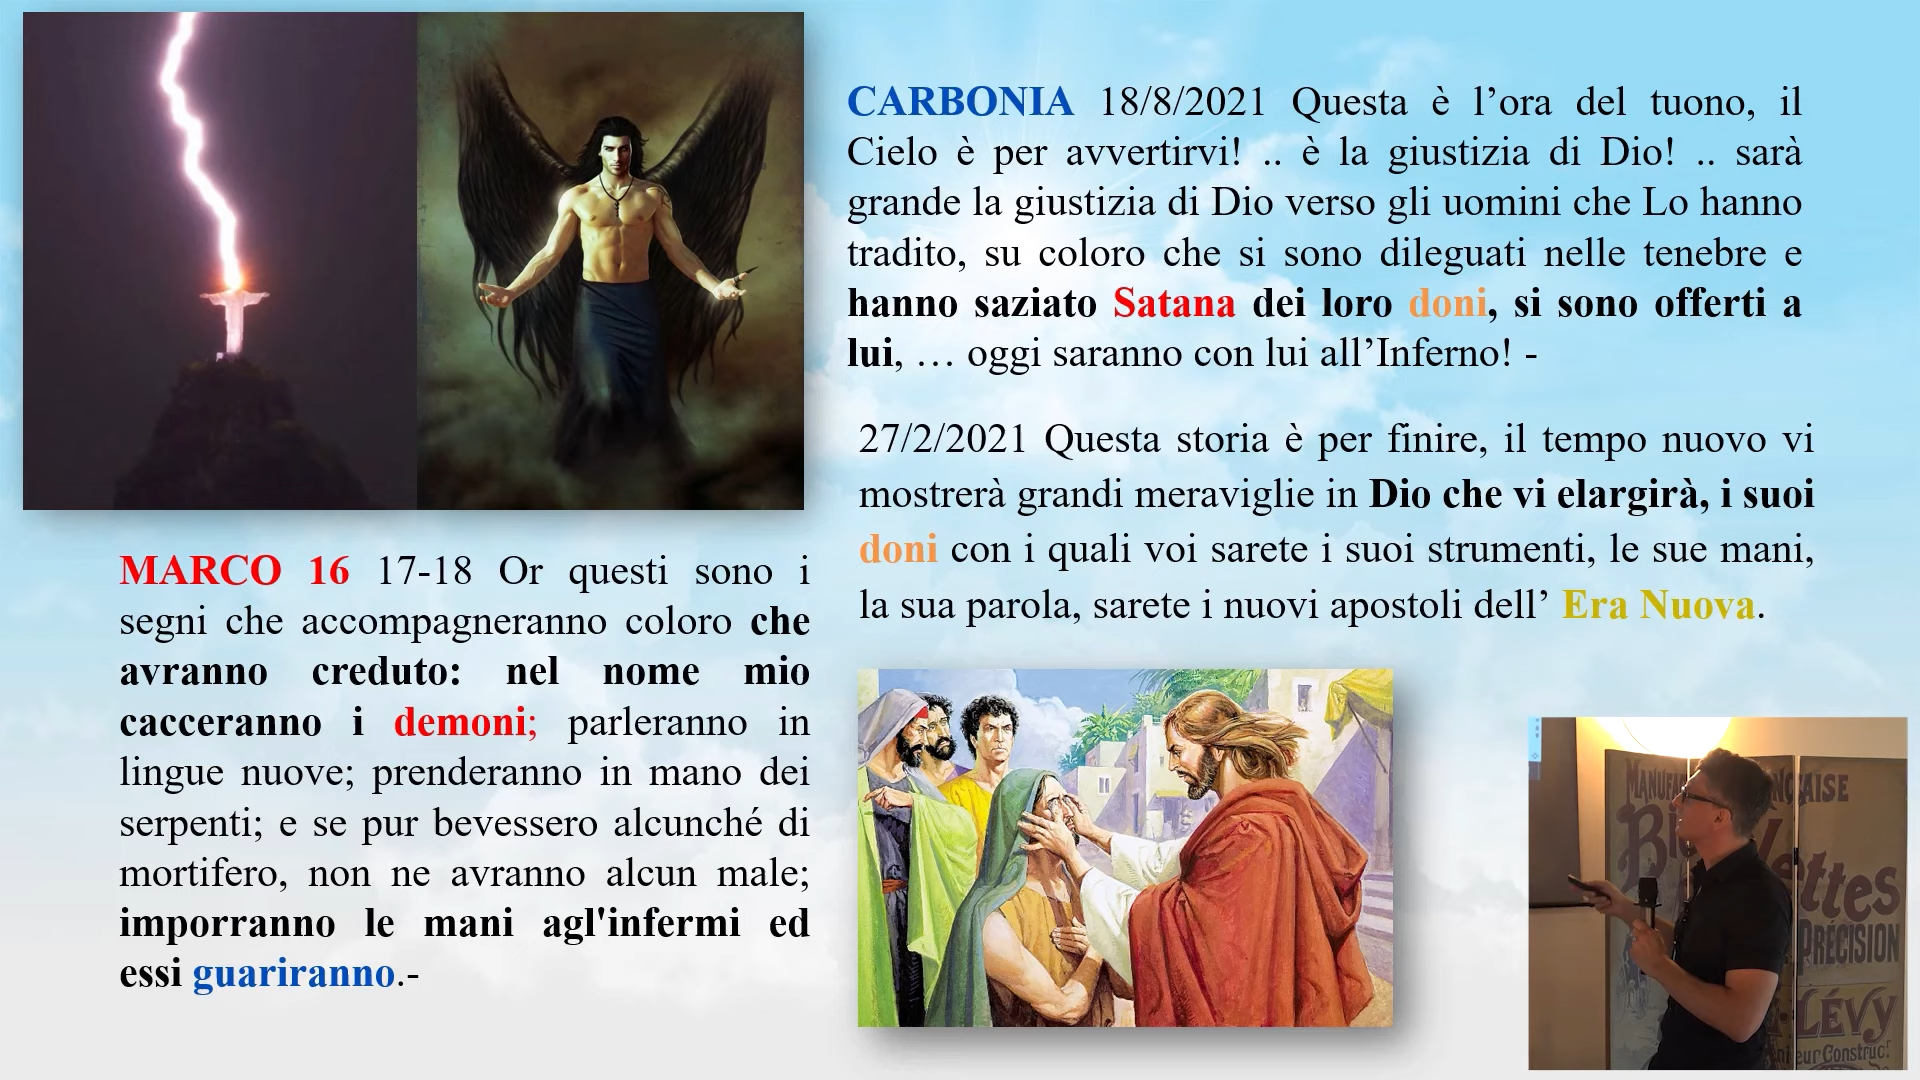 CARBONIA 18/8/2021 Questa è l’ora del tuono, il
Cielo è per avvertirvi! .. è la giustizia di Dio! .. sarà
grande la giustizia di Dio verso gli uomini che Lo hanno
tradito, su coloro che si sono dileguati nelle tenebre e
hanno saziato Satana dei loro doni, si sono offerti a
lui, … oggi saranno con lui all’Inferno! -
27/2/2021 Questa storia è per finire, il tempo nuovo vi
mostrerà grandi meraviglie in Dio che vi elargirà, i suoi
doni con i quali voi sarete i suoi strumenti, le sue mani,
la sua parola, sarete i nuovi apostoli dell’ Era Nuova.
MARCO 16 17-18 Or questi sono i
segni che accompagneranno coloro che
avranno creduto: nel nome mio
cacceranno i demoni; parleranno in
lingue nuove; prenderanno in mano dei
serpenti; e se pur bevessero alcunché di
mortifero, non ne avranno alcun male;
imporranno le mani agl'infermi ed
essi guariranno.-
PRÉCISION
LÉVY